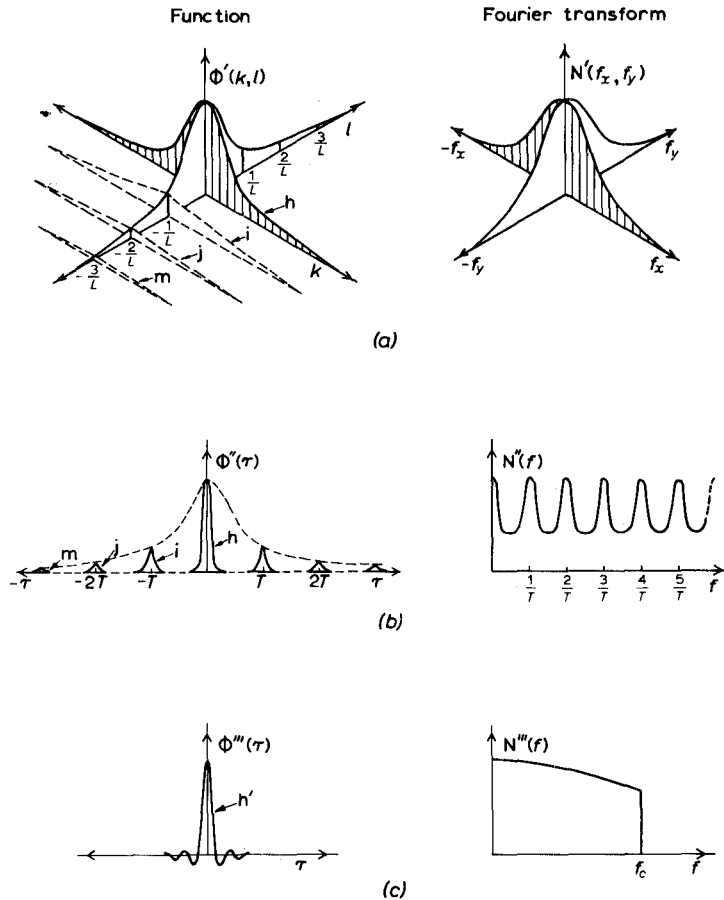 Function
Fourier transform
Φ′(k, l)
N′(fx, fy)
l
3/L
2/L
1/L
h
-1/L
i
-2/L
j
-3/L
m
k
-fx
fy
-fy
fx
(a)
Φ″(τ)
N″(f)
m j i h
-τ -2T -T T 2T τ
1/T 2/T 3/T 4/T 5/T f
(b)
Φ‴(τ)
N‴(f)
h′
τ
fc f
(c)